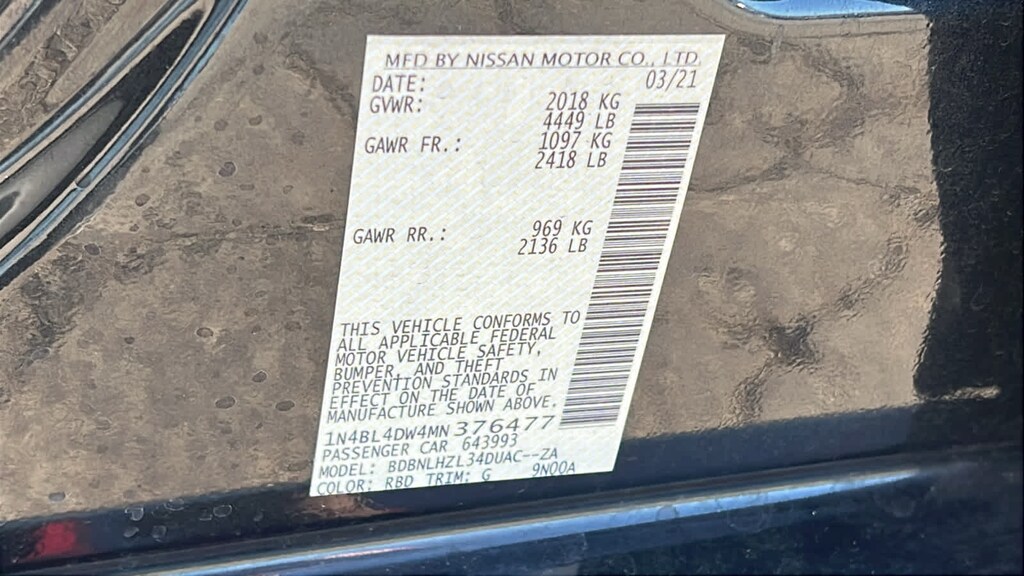 MFD BY NISSAN MOTOR CO., LTD.
DATE: 03/21
GVWR: 2018 KG
4449 LB
GAWR FR.: 1097 KG
2418 LB
GAWR RR.: 969 KG
2136 LB
THIS VEHICLE CONFORMS TO
ALL APPLICABLE FEDERAL
MOTOR VEHICLE SAFETY,
BUMPER, AND THEFT
PREVENTION STANDARDS IN
EFFECT ON THE DATE OF
MANUFACTURE SHOWN ABOVE.
1N4BL4DW4MN 376477
PASSENGER CAR 643993
MODEL: BDBNLHZL34DUAC--ZA
COLOR: RBD TRIM: G 9N00A